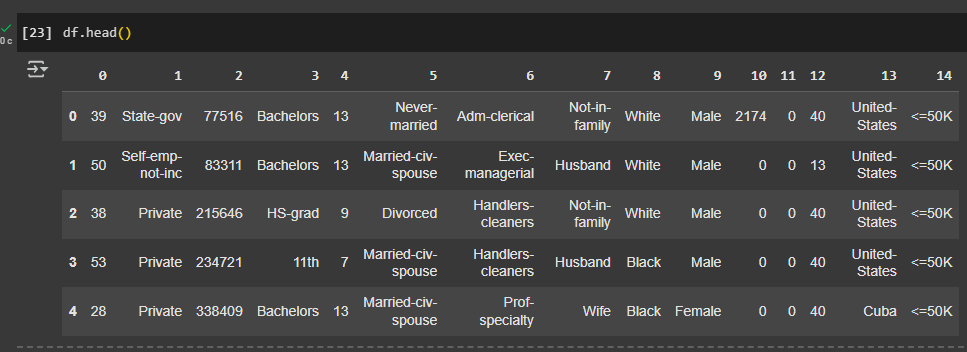 [23] df.head()
0c
0 1 2 3 4 5 6 7 8 9 10 11 12 13 14
0 39 State-gov 77516 Bachelors 13 Never-married Adm-clerical Not-in-family White Male 2174 0 40 United-States <=50K
1 50 Self-emp-not-inc 83311 Bachelors 13 Married-civ-spouse Exec-managerial Husband White Male 0 0 13 United-States <=50K
2 38 Private 215646 HS-grad 9 Divorced Handlers-cleaners Not-in-family White Male 0 0 40 United-States <=50K
3 53 Private 234721 11th 7 Married-civ-spouse Handlers-cleaners Husband Black Male 0 0 40 United-States <=50K
4 28 Private 338409 Bachelors 13 Married-civ-spouse Prof-specialty Wife Black Female 0 0 40 Cuba <=50K